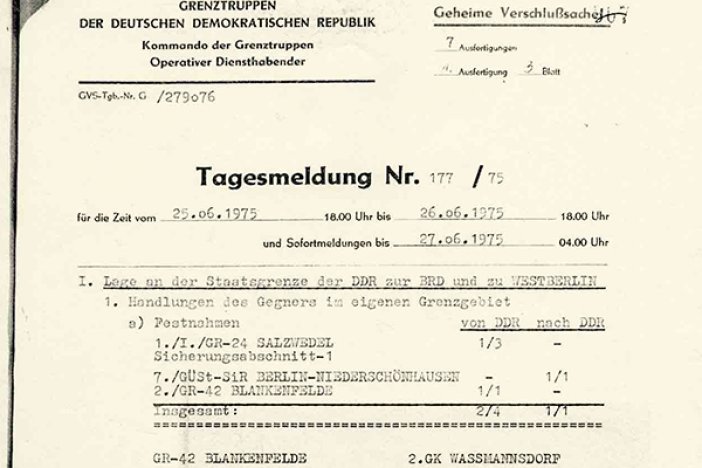 GRENZTRUPPEN
DER DEUTSCHEN DEMOKRATISCHEN REPUBLIK
Kommando der Grenztruppen
Operativer Diensthabender
GVS-Tgb.-Nr. G /279076
Geheime Verschlußsache!
7 Ausfertigungen
Ausfertigung 3 Blatt
Tagesmeldung Nr. 177 /75
für die Zeit vom 25.06.1975 18.00 Uhr bis 26.06.1975 18.00 Uhr
und Sofortmeldungen bis 27.06.1975 04.00 Uhr
I. Lage an der Staatsgrenze der DDR zur BRD und zu WESTBERLIN
1. Handlungen des Gegners im eigenen Grenzgebiet
a) Festnahmen von DDR nach DDR
1./I./GR-24 SALZWEDEL 1/3 -
Sicherungsabschnitt-1
7./GÜSt-SiR BERLIN-NIEDERSCHÖNHAUSEN - 1/1
2./GR-42 BLANKENFELDE 1/1 -
Insgesamt: 2/4 1/1
GR-42 BLANKENFELDE 2.GK WASSMANNSDORF